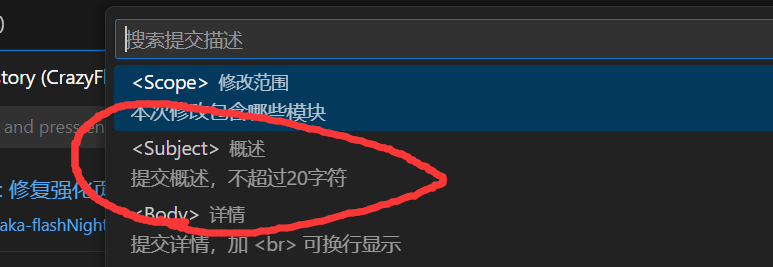 )
搜索提交描述
<Scope> 修改范围
tory (CrazyF
本次修改包含哪些模块
and press en
<Subject> 概述
提交概述，不超过20字符
: 修复强化页
<Body> 详情
aka-flashNight
提交详情，加 <br> 可换行显示